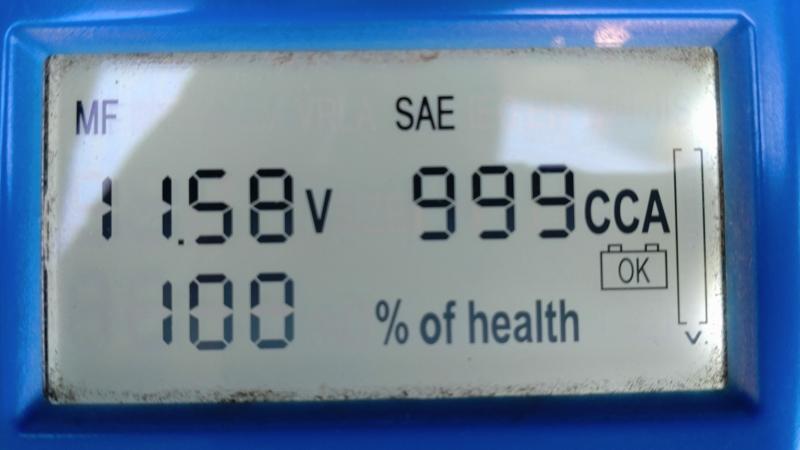 MF SAE
11.58V 999CCA
OK
100 % of health